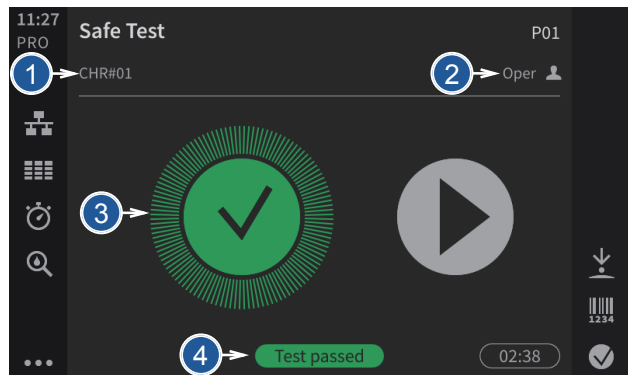 11:27
PRO
Safe Test
P01
1
CHR#01
2
Oper
3
4
Test passed
02:38
1234